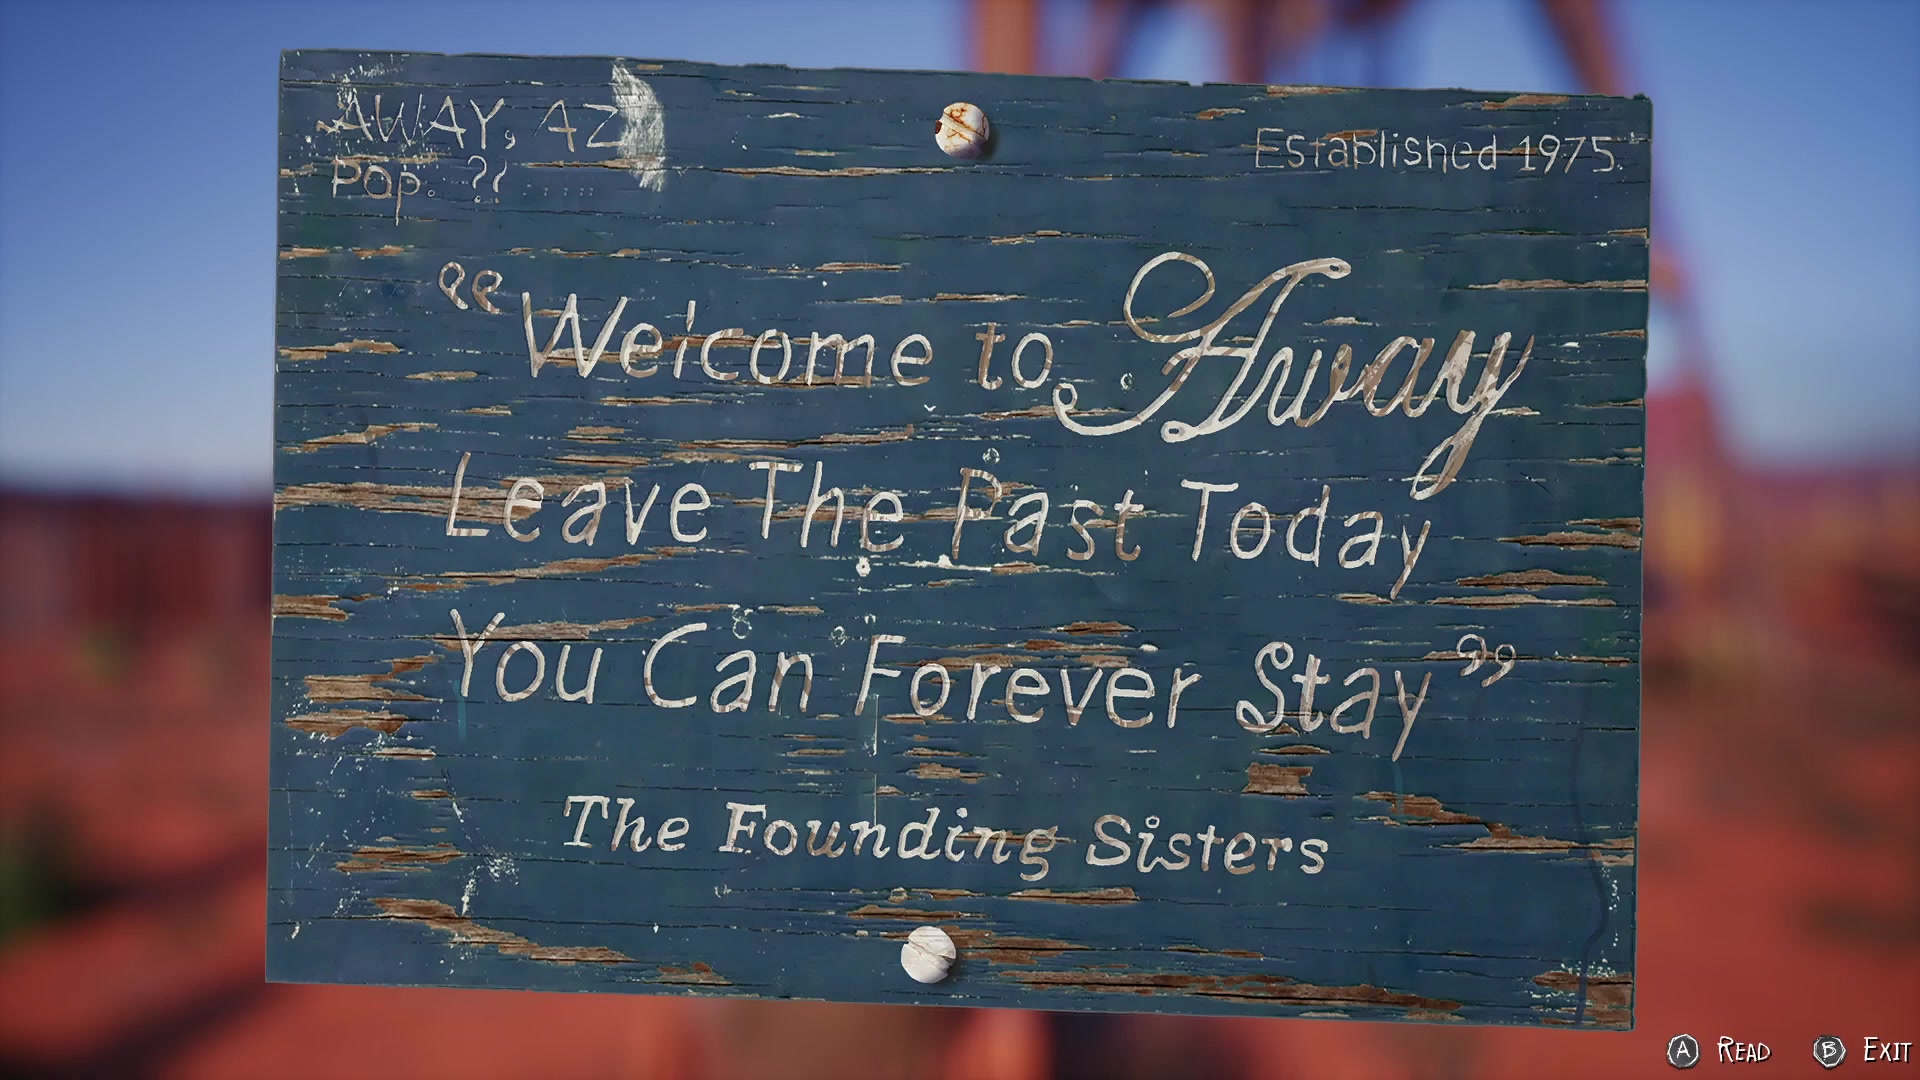 AWAY, AZ
Pop. ??
Established 1975.
“Welcome to Away
Leave The Past Today
You Can Forever Stay”
The Founding Sisters
A READ B EXIT